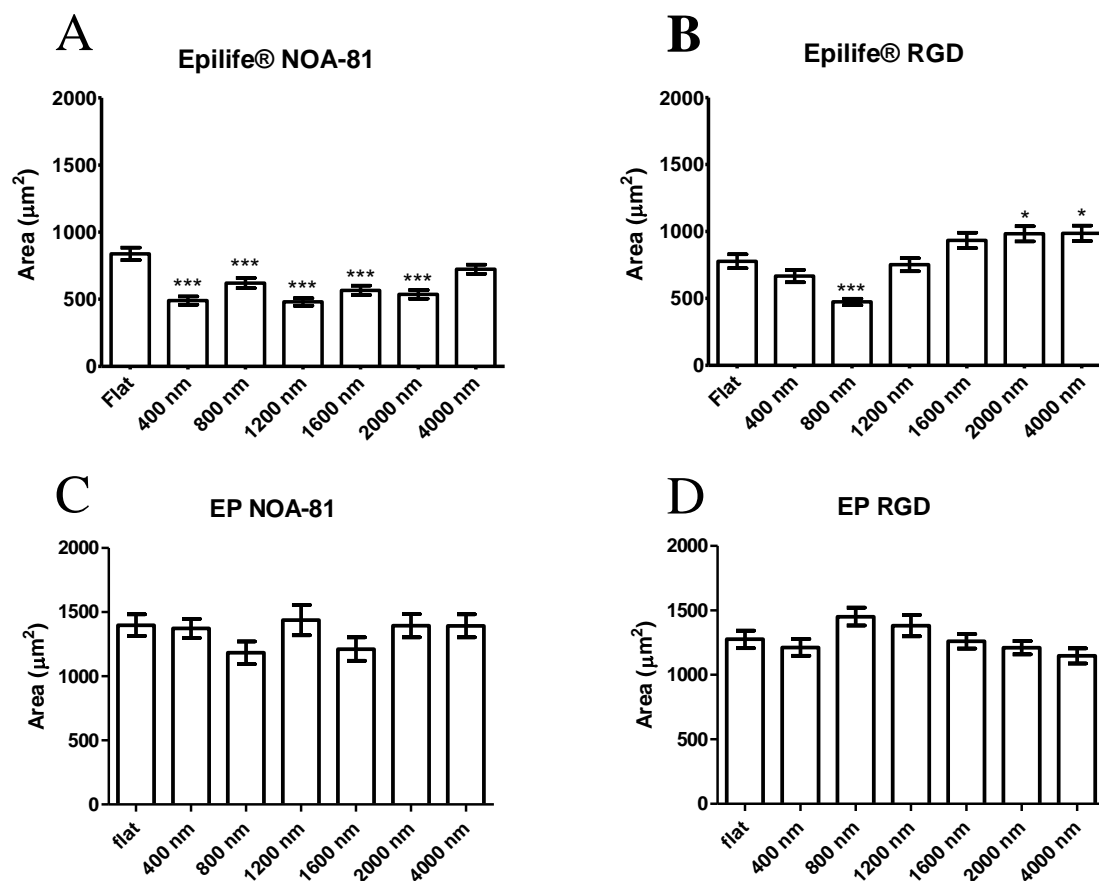 A
Epilife® NOA-81
2000
1500
1000
500
0
Area (µm²)
***
***
***
***
***
Flat
400 nm
800 nm
1200 nm
1600 nm
2000 nm
4000 nm
B
Epilife® RGD
2000
1500
1000
500
0
Area (µm²)
***
*
*
Flat
400 nm
800 nm
1200 nm
1600 nm
2000 nm
4000 nm
C
EP NOA-81
2000
1500
1000
500
0
Area (µm²)
flat
400 nm
800 nm
1200 nm
1600 nm
2000 nm
4000 nm
D
EP RGD
2000
1500
1000
500
0
Area (µm²)
flat
400 nm
800 nm
1200 nm
1600 nm
2000 nm
4000 nm